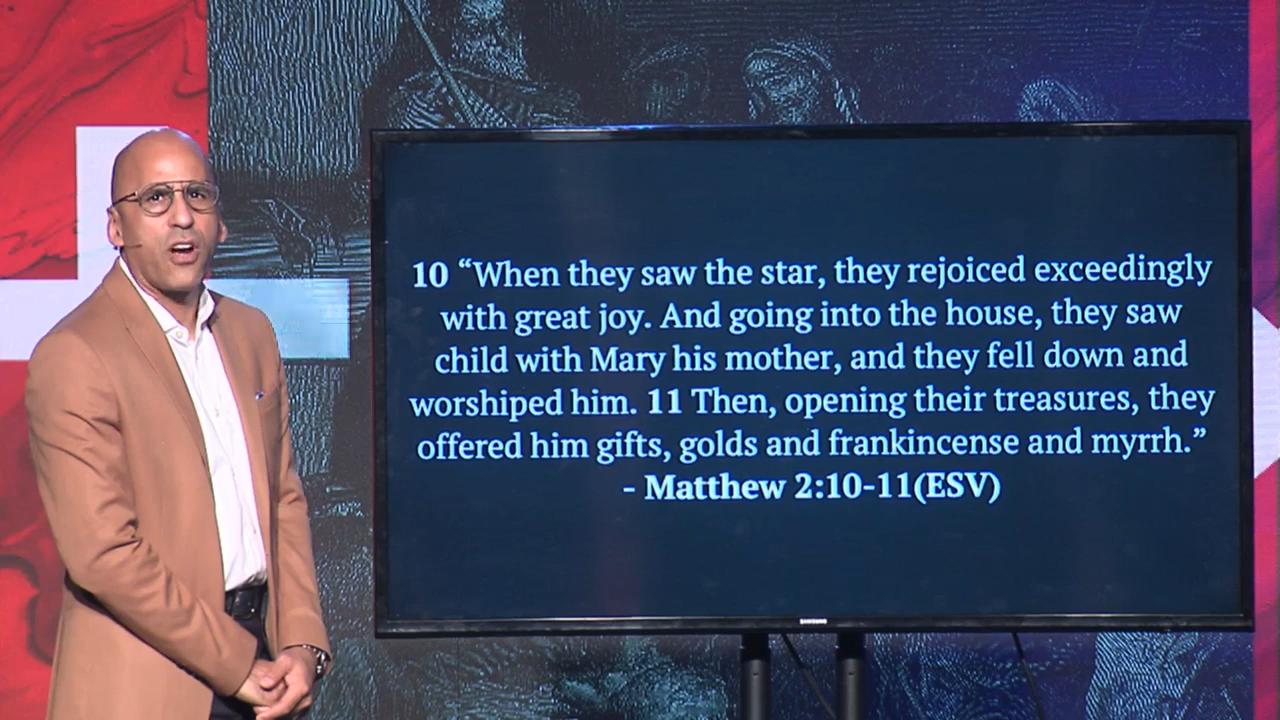 10 “When they saw the star, they rejoiced exceedingly
with great joy. And going into the house, they saw
child with Mary his mother, and they fell down and
worshiped him. 11 Then, opening their treasures, they
offered him gifts, golds and frankincense and myrrh.”
- Matthew 2:10-11(ESV)
SAMSUNG